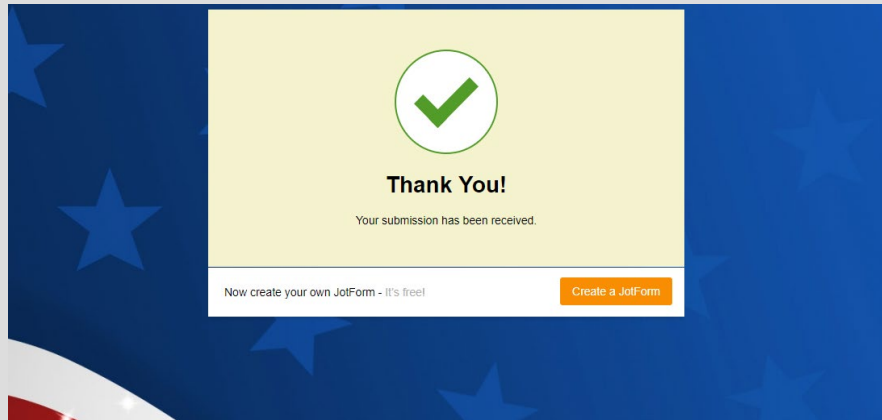 Thank You!
Your submission has been received.
Now create your own JotForm - It's free! Create a JotForm